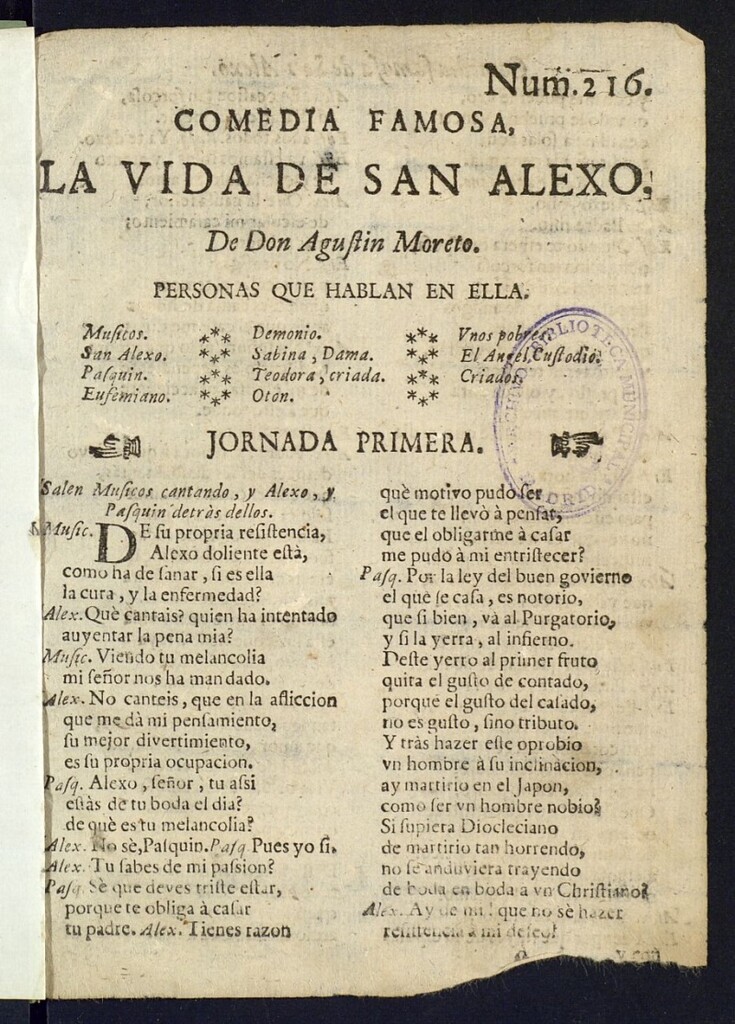 Num. 216.
COMEDIA FAMOSA,
LA VIDA DE SAN ALEXO,
De Don Aguſtin Moreto.
PERSONAS QUE HABLAN EN ELLA.
Muſicos. *** Demonio. *** Vnos pobres.
San Alexo. *** Sabina, Dama. *** El Angel Cuſtodio.
Paſquin. *** Teodora, criada. *** Criados.
Eufemiano. *** Oton. ***
BIBLIOTECA MUNICIPAL
MADRID
JORNADA PRIMERA.
Salen Muſicos cantando, y Alexo, y
Paſquin detràs dellos.
Muſic. DE ſu propria reſiſtencia,
Alexo doliente eſtà,
como ha de ſanar, ſi es ella
la cura, y la enfermedad?
Alex. Què cantais? quien ha intentado
auyentar la pena mia?
Muſic. Viendo tu melancolia
mi ſeñor nos ha mandado.
Alex. No canteis, que en la afliccion
que me dà mi penſamiento,
ſu mejor divertimiento,
es ſu propria ocupacion.
Paſq. Alexo, ſeñor, tu aſsi
eſtàs de tu boda el dia?
de què es tu melancolia?
Alex. No sè, Paſquin. Paſq. Pues yo ſi.
Alex. Tu ſabes de mi paſsion?
Paſq. Sè que deves triſte eſtar,
porque te obliga à caſar
tu padre. Alex. Tienes razon
què motivo pudo ſer
el que te llevò à penſar,
que el obligarme à caſar
me pudo à mi entriſtecer?
Paſq. Por la ley del buen govierno
el que ſe caſa, es notorio,
que ſi bien, và al Purgatorio,
y ſi la yerra, al infierno.
Deſte yerro al primer fruto
quita el guſto de contado,
porque el guſto del caſado,
no es guſto, ſino tributo.
Y tràs hazer eſte oprobio
vn hombre à ſu inclinacion,
ay martirio en el Japon,
como ſer vn hombre nobio?
Si ſupiera Diocleciano
de martirio tan horrendo,
no ſe anduviera trayendo
de boda en boda à vn Chriſtiano?
Alex. Ay de mi! que no sè hazer
reſiſtencia à mi deſeo!
y con